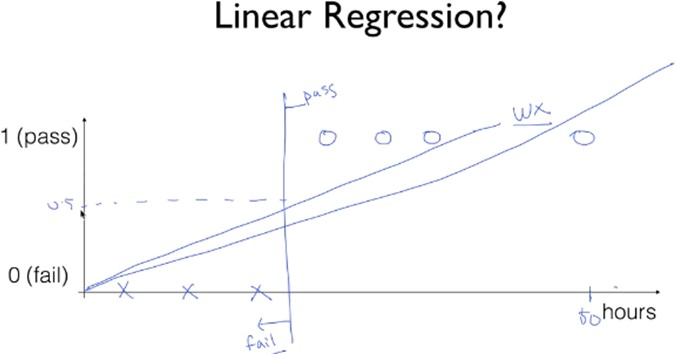 Linear Regression?
pass
1 (pass)
wx
0.5
0 (fail)
50
hours
fail